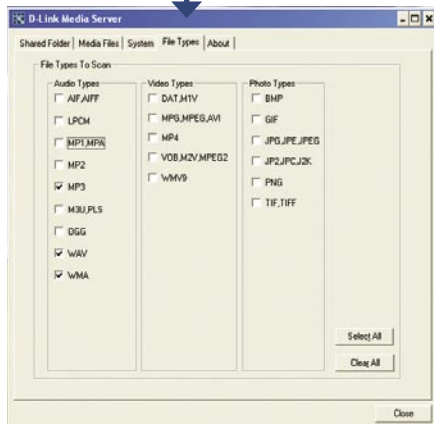 D-Link Media Server
Shared Folder Media Files System File Types About
File Types To Scan
Audio Types
AIF,AIFF
LPCM
MP1,MPA
MP2
MP3
M3U,PLS
OGG
WAV
WMA
Video Types
DAT,M1V
MPG,MPEG,AVI
MP4
VOB,M2V,MPEG2
WMV9
Photo Types
BMP
GIF
JPG,JPE,JPEG
JP2,JPC,J2K
PNG
TIF,TIFF
Select All
Clear All
Close